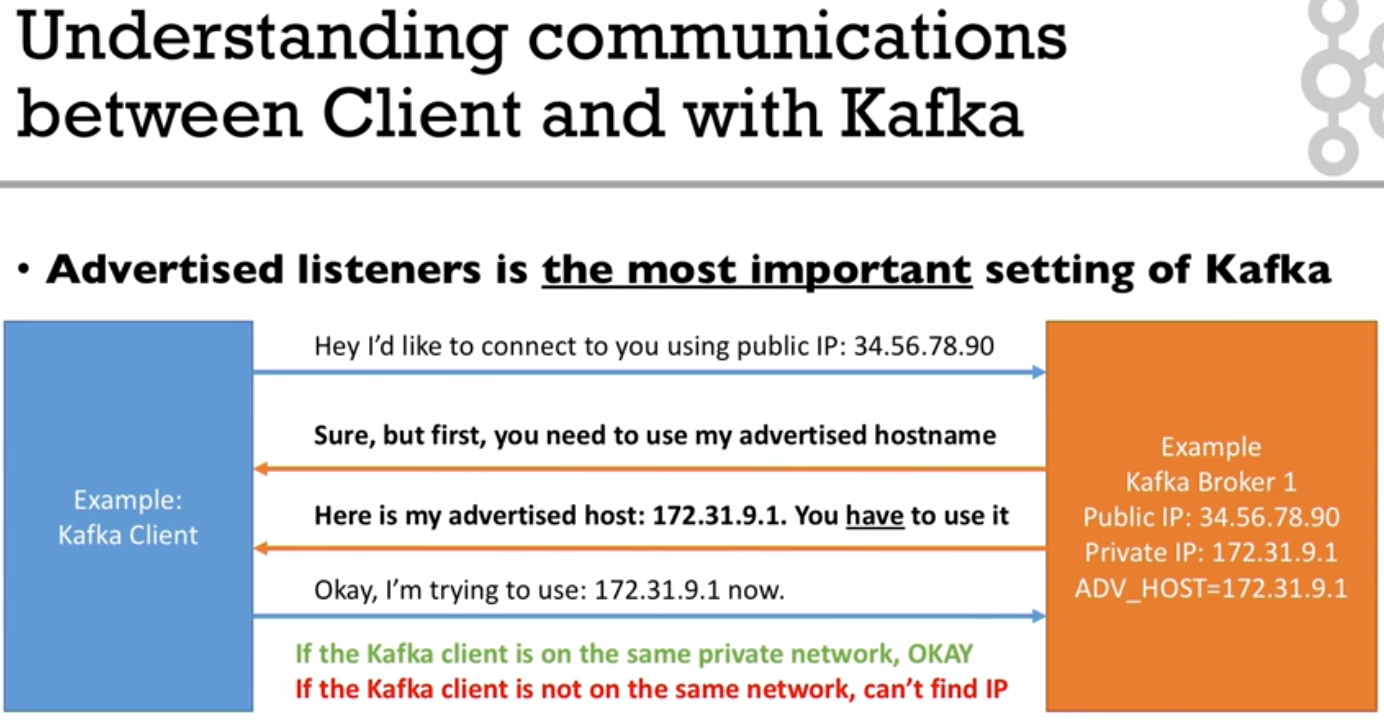 Understanding communications
between Client and with Kafka
• Advertised listeners is the most important setting of Kafka
Example:
Kafka Client
Hey I’d like to connect to you using public IP: 34.56.78.90
Sure, but first, you need to use my advertised hostname
Here is my advertised host: 172.31.9.1. You have to use it
Okay, I’m trying to use: 172.31.9.1 now.
If the Kafka client is on the same private network, OKAY
If the Kafka client is not on the same network, can’t find IP
Example
Kafka Broker 1
Public IP: 34.56.78.90
Private IP: 172.31.9.1
ADV_HOST=172.31.9.1